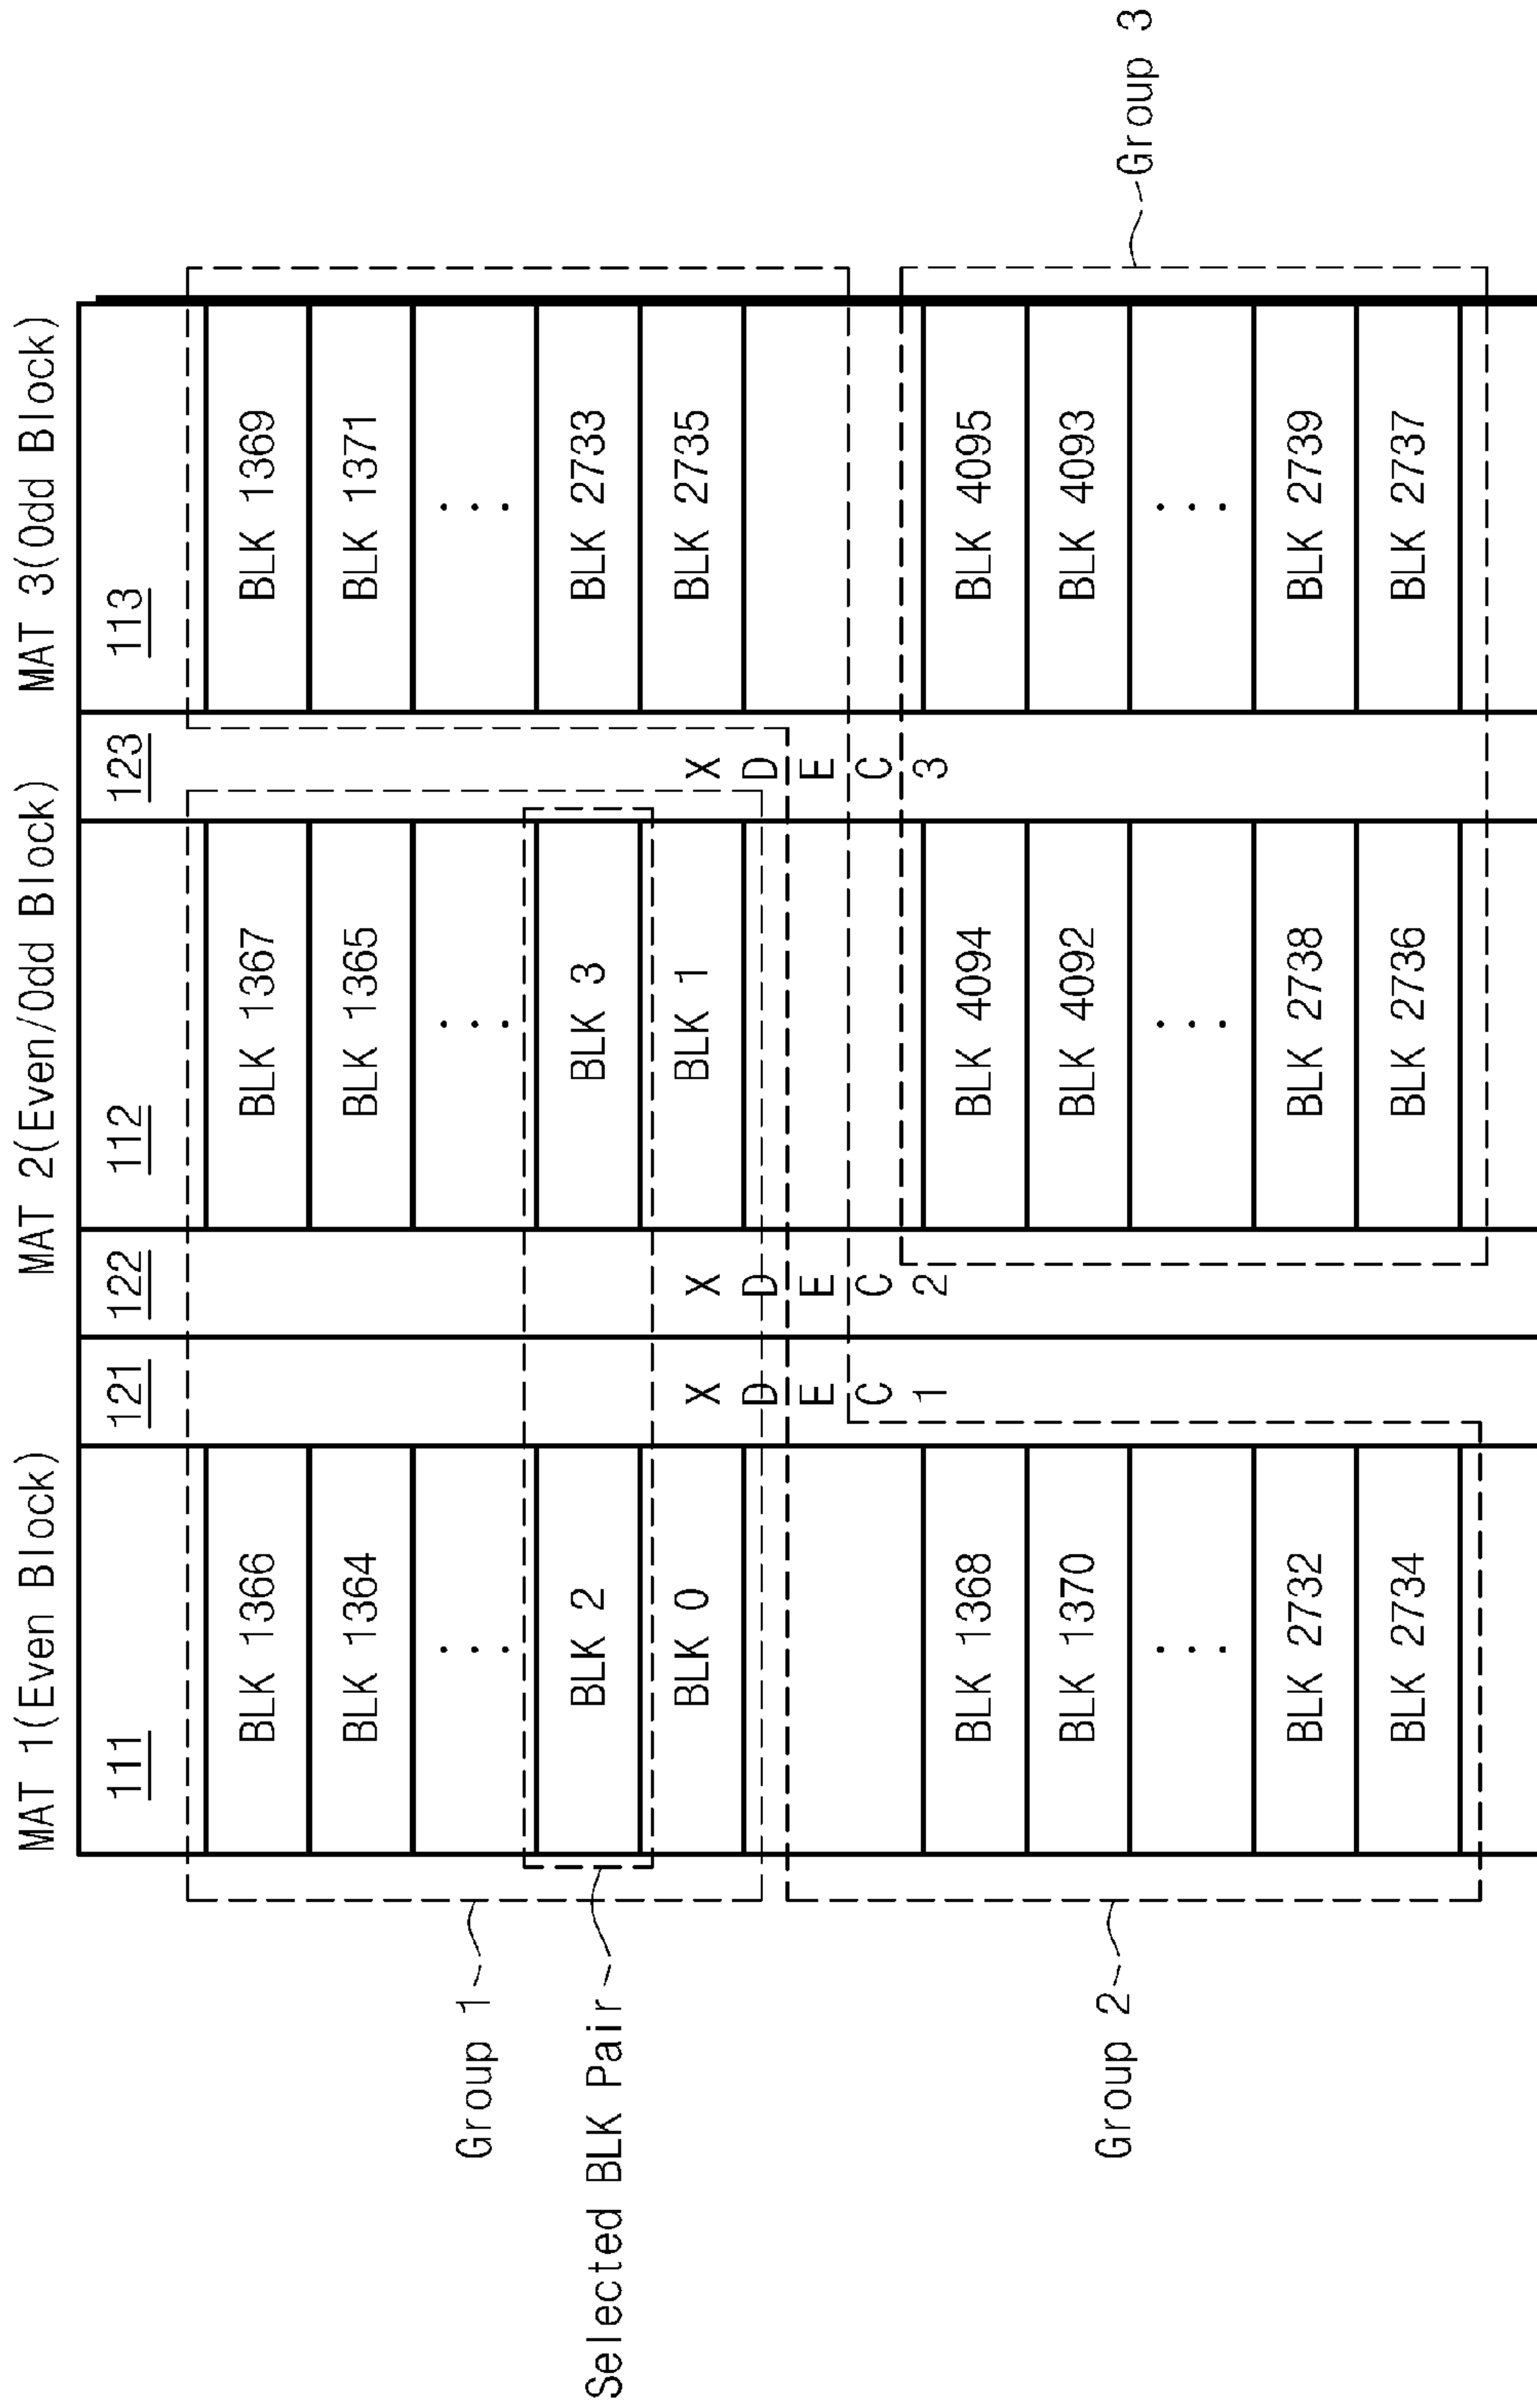 MAT 1(Even Block)
MAT 2(Even/Odd Block)
MAT 3(Odd Block)
111
121
122
112
123
113
BLK 1366
BLK 1367
BLK 1369
BLK 1364
BLK 1365
BLK 1371
...
...
...
Group 1
BLK 2
BLK 3
BLK 2733
Selected BLK Pair
BLK 0
BLK 1
BLK 2735
XDEC1
XDEC2
XDEC3
BLK 1368
BLK 4094
BLK 4095
BLK 1370
BLK 4092
BLK 4093
Group 2
Group 3
...
...
...
BLK 2732
BLK 2738
BLK 2739
BLK 2734
BLK 2736
BLK 2737